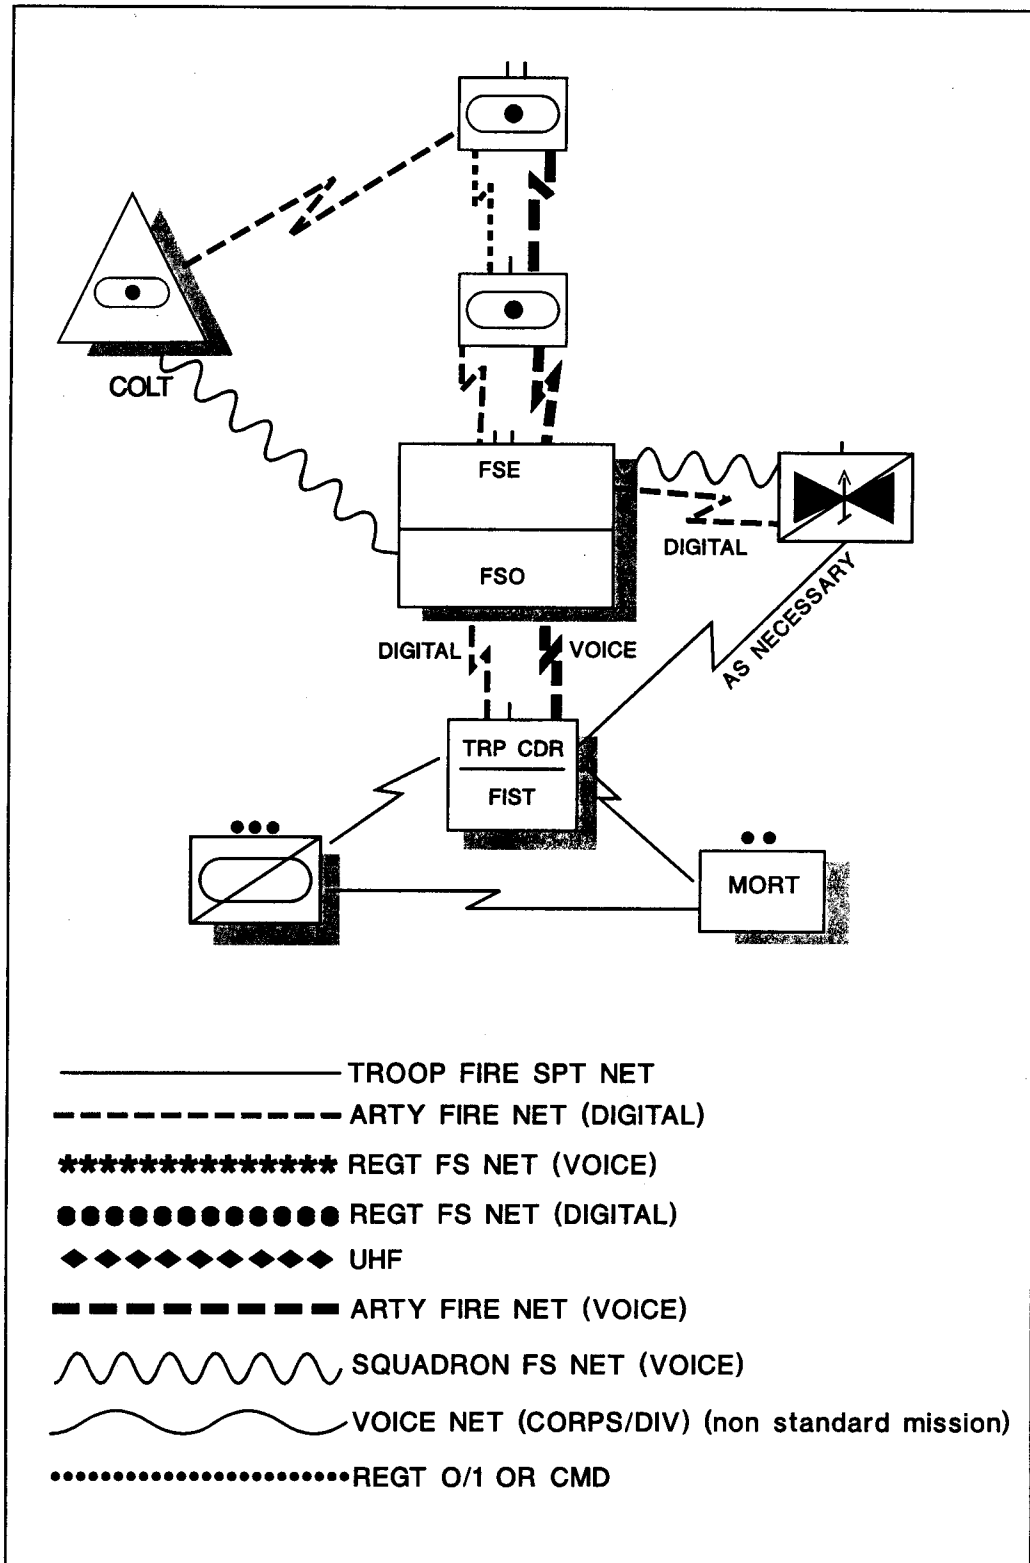 COLT
FSE
FSO
DIGITAL
DIGITAL
VOICE
AS NECESSARY
TRP CDR
FIST
MORT
TROOP FIRE SPT NET
ARTY FIRE NET (DIGITAL)
REGT FS NET (VOICE)
REGT FS NET (DIGITAL)
UHF
ARTY FIRE NET (VOICE)
SQUADRON FS NET (VOICE)
VOICE NET (CORPS/DIV) (non standard mission)
REGT O/1 OR CMD